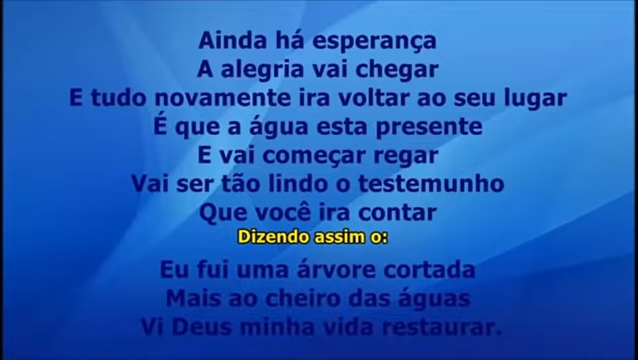 Ainda há esperança
A alegria vai chegar
E tudo novamente ira voltar ao seu lugar
É que a água esta presente
E vai começar regar
Vai ser tão lindo o testemunho
Que você ira contar
Dizendo assim o:
Eu fui uma árvore cortada
Mais ao cheiro das águas
Vi Deus minha vida restaurar.